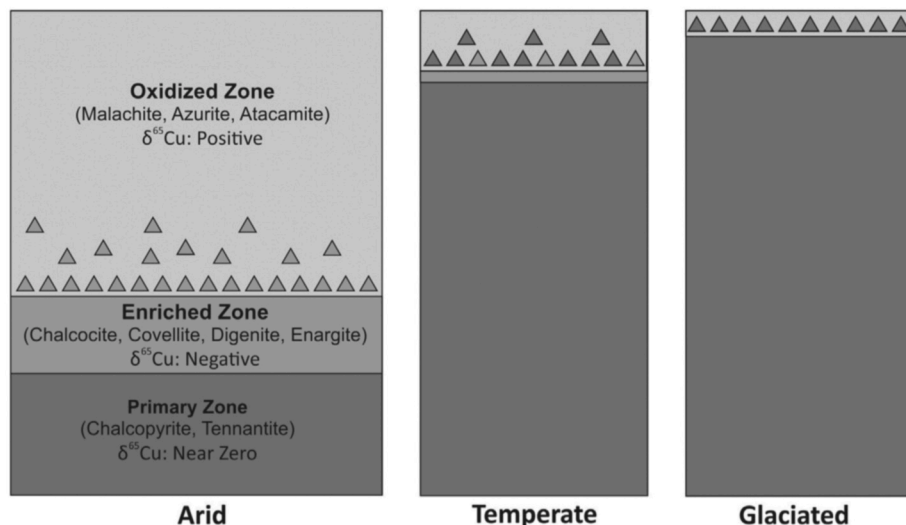 Oxidized Zone
(Malachite, Azurite, Atacamite)
δ⁶⁵Cu: Positive
Enriched Zone
(Chalcocite, Covellite, Digenite, Enargite)
δ⁶⁵Cu: Negative
Primary Zone
(Chalcopyrite, Tennantite)
δ⁶⁵Cu: Near Zero
Arid
Temperate
Glaciated